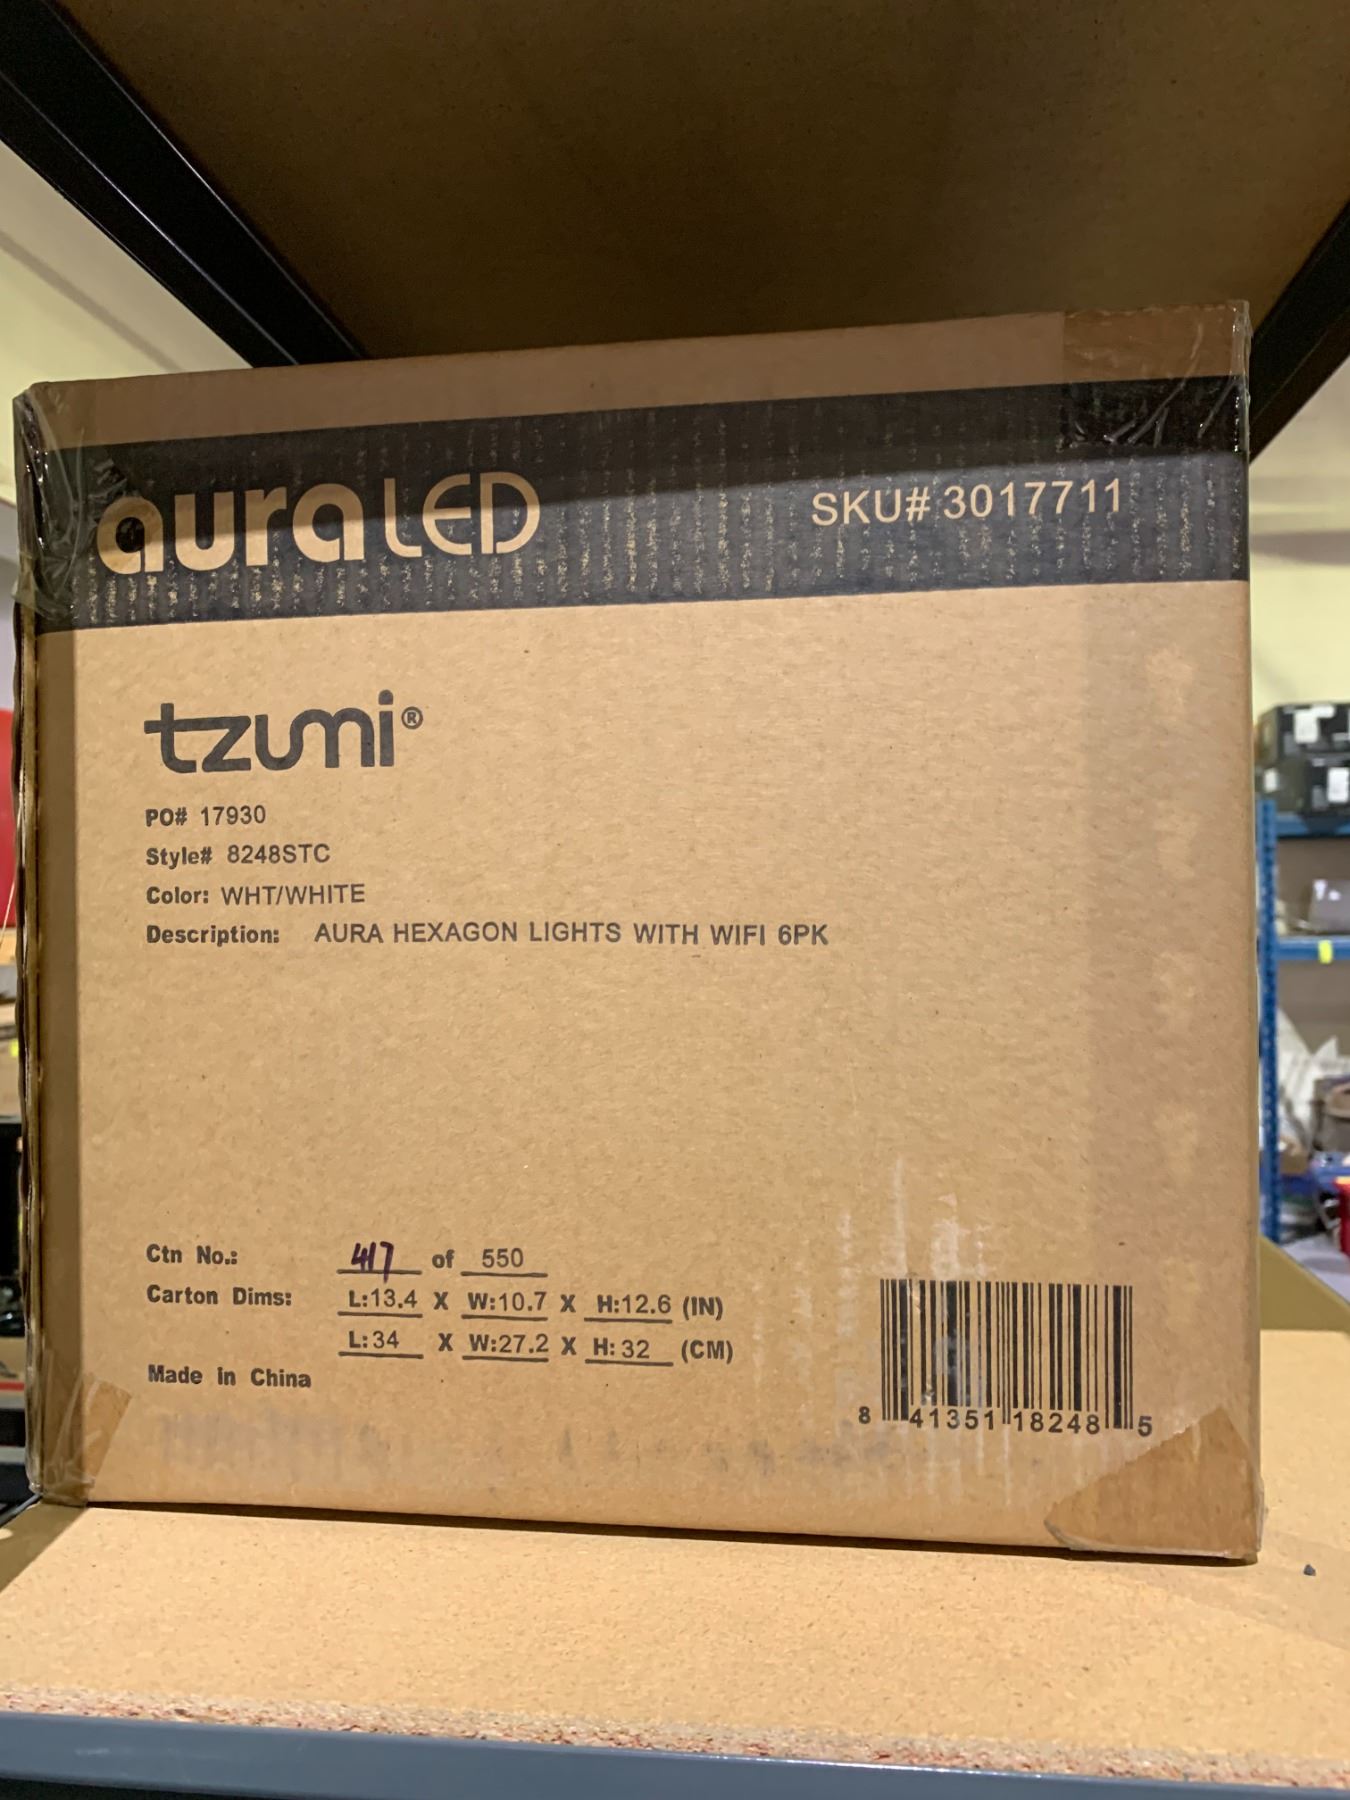 auraLED
SKU# 3017711
tzumi®
PO# 17930
Style# 8248STC
Color: WHT/WHITE
Description: AURA HEXAGON LIGHTS WITH WIFI 6PK
Ctn No.: 417 of 550
Carton Dims: L:13.4 X W:10.7 X H:12.6 (IN)
L:34 X W:27.2 X H:32 (CM)
Made in China
8 41351 18248 5